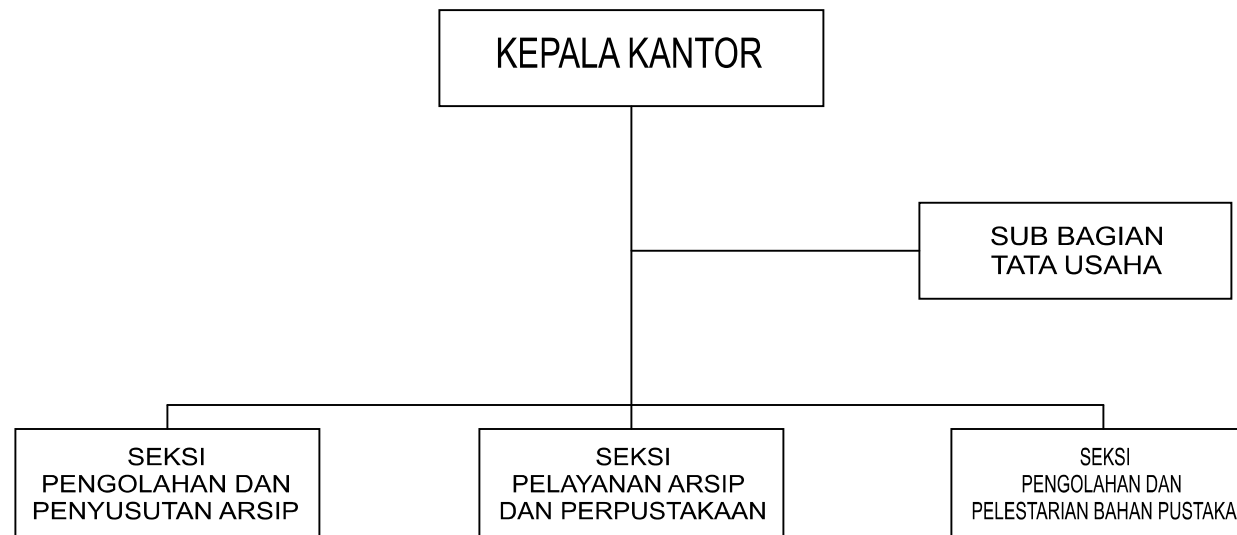 KEPALA KANTOR
SUB BAGIAN
TATA USAHA
SEKSI
PENGOLAHAN DAN
PENYUSUTAN ARSIP
SEKSI
PELAYANAN ARSIP
DAN PERPUSTAKAAN
SEKSI
PENGOLAHAN DAN
PELESTARIAN BAHAN PUSTAKA